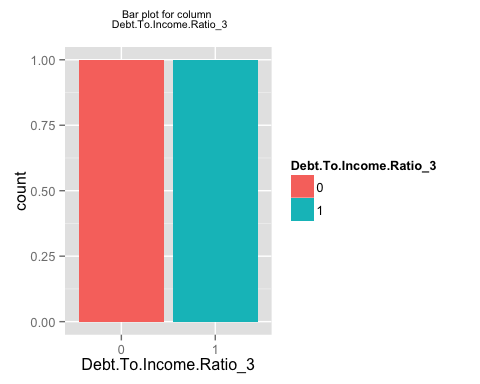 Bar plot for column
Debt.To.Income.Ratio_3
1.00
0.75
0.50
0.25
0.00
count
0 1
Debt.To.Income.Ratio_3
Debt.To.Income.Ratio_3
0
1